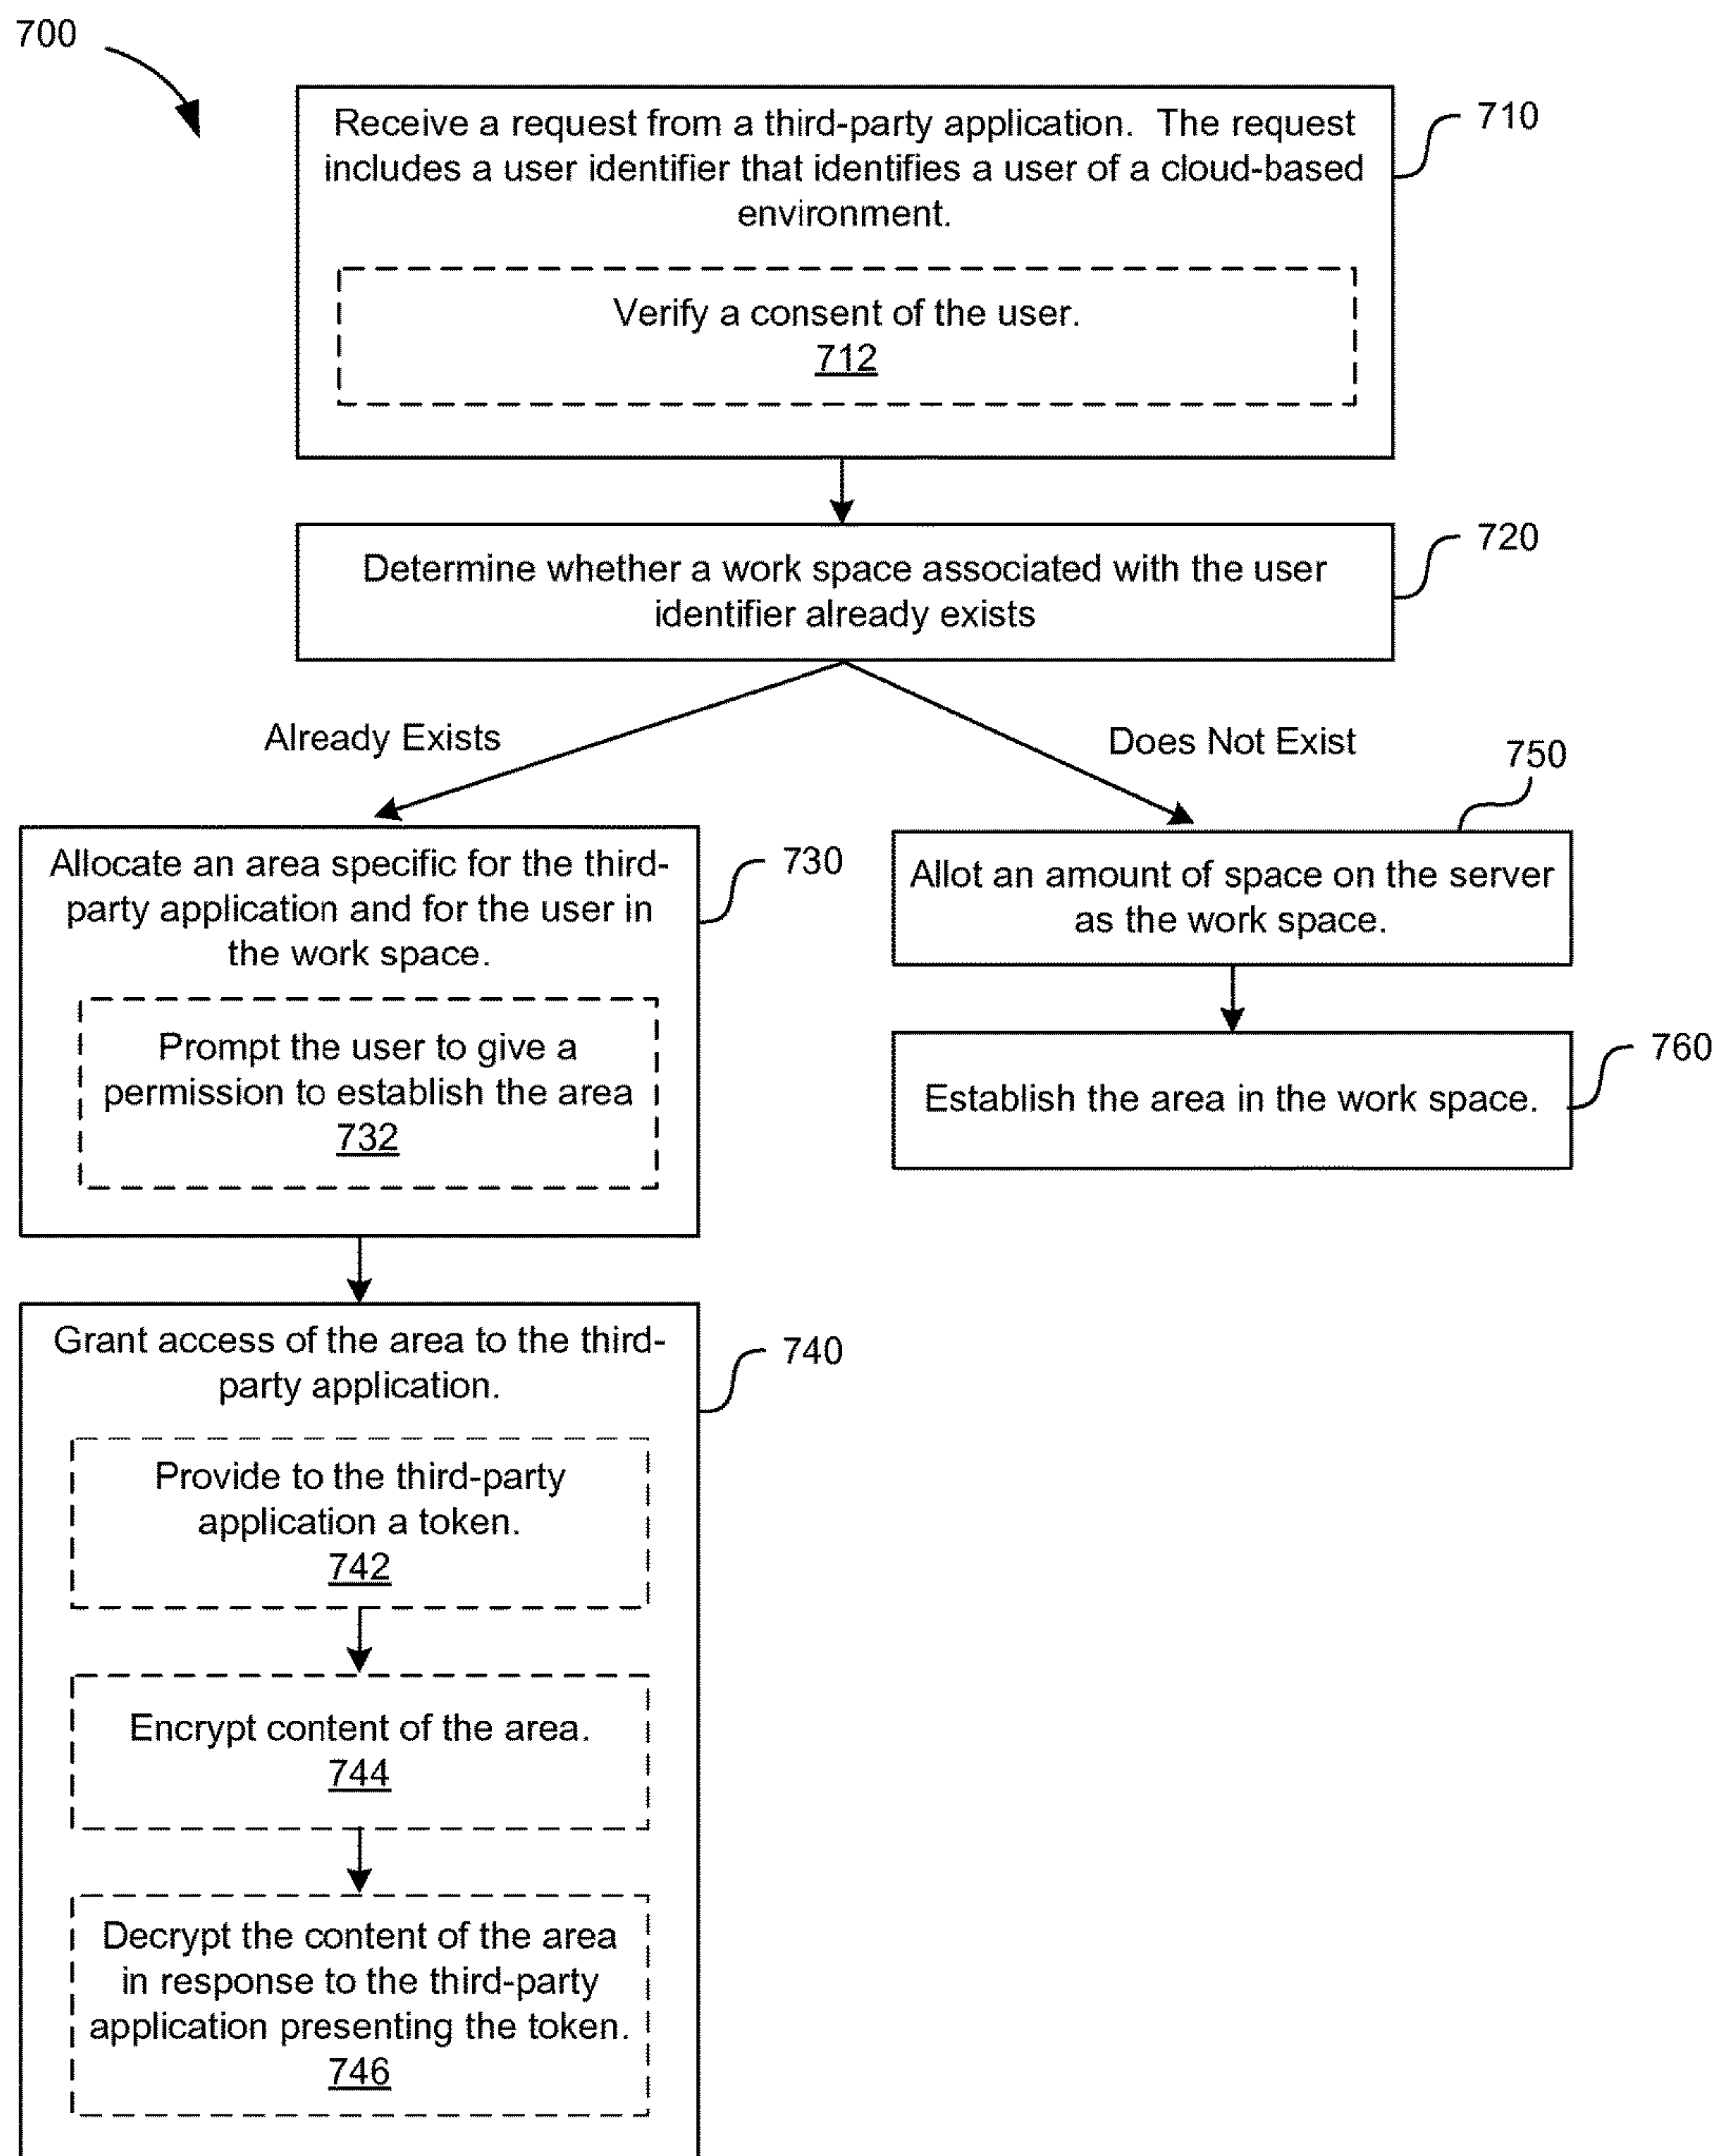 700
Receive a request from a third-party application. The request
includes a user identifier that identifies a user of a cloud-based
environment.
710
Verify a consent of the user.
712
Determine whether a work space associated with the user
identifier already exists
720
Already Exists
Does Not Exist
750
Allocate an area specific for the third-
party application and for the user in
the work space.
730
Allot an amount of space on the server
as the work space.
Prompt the user to give a
permission to establish the area
732
Establish the area in the work space.
760
Grant access of the area to the third-
party application.
740
Provide to the third-party
application a token.
742
Encrypt content of the area.
744
Decrypt the content of the area
in response to the third-party
application presenting the token.
746